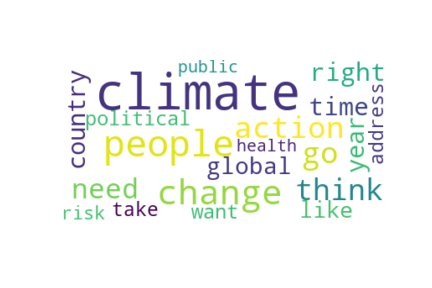 public
climate
right
country
time
address
political
action
year
people
health
go
global
need
change
think
risk
take
want
like